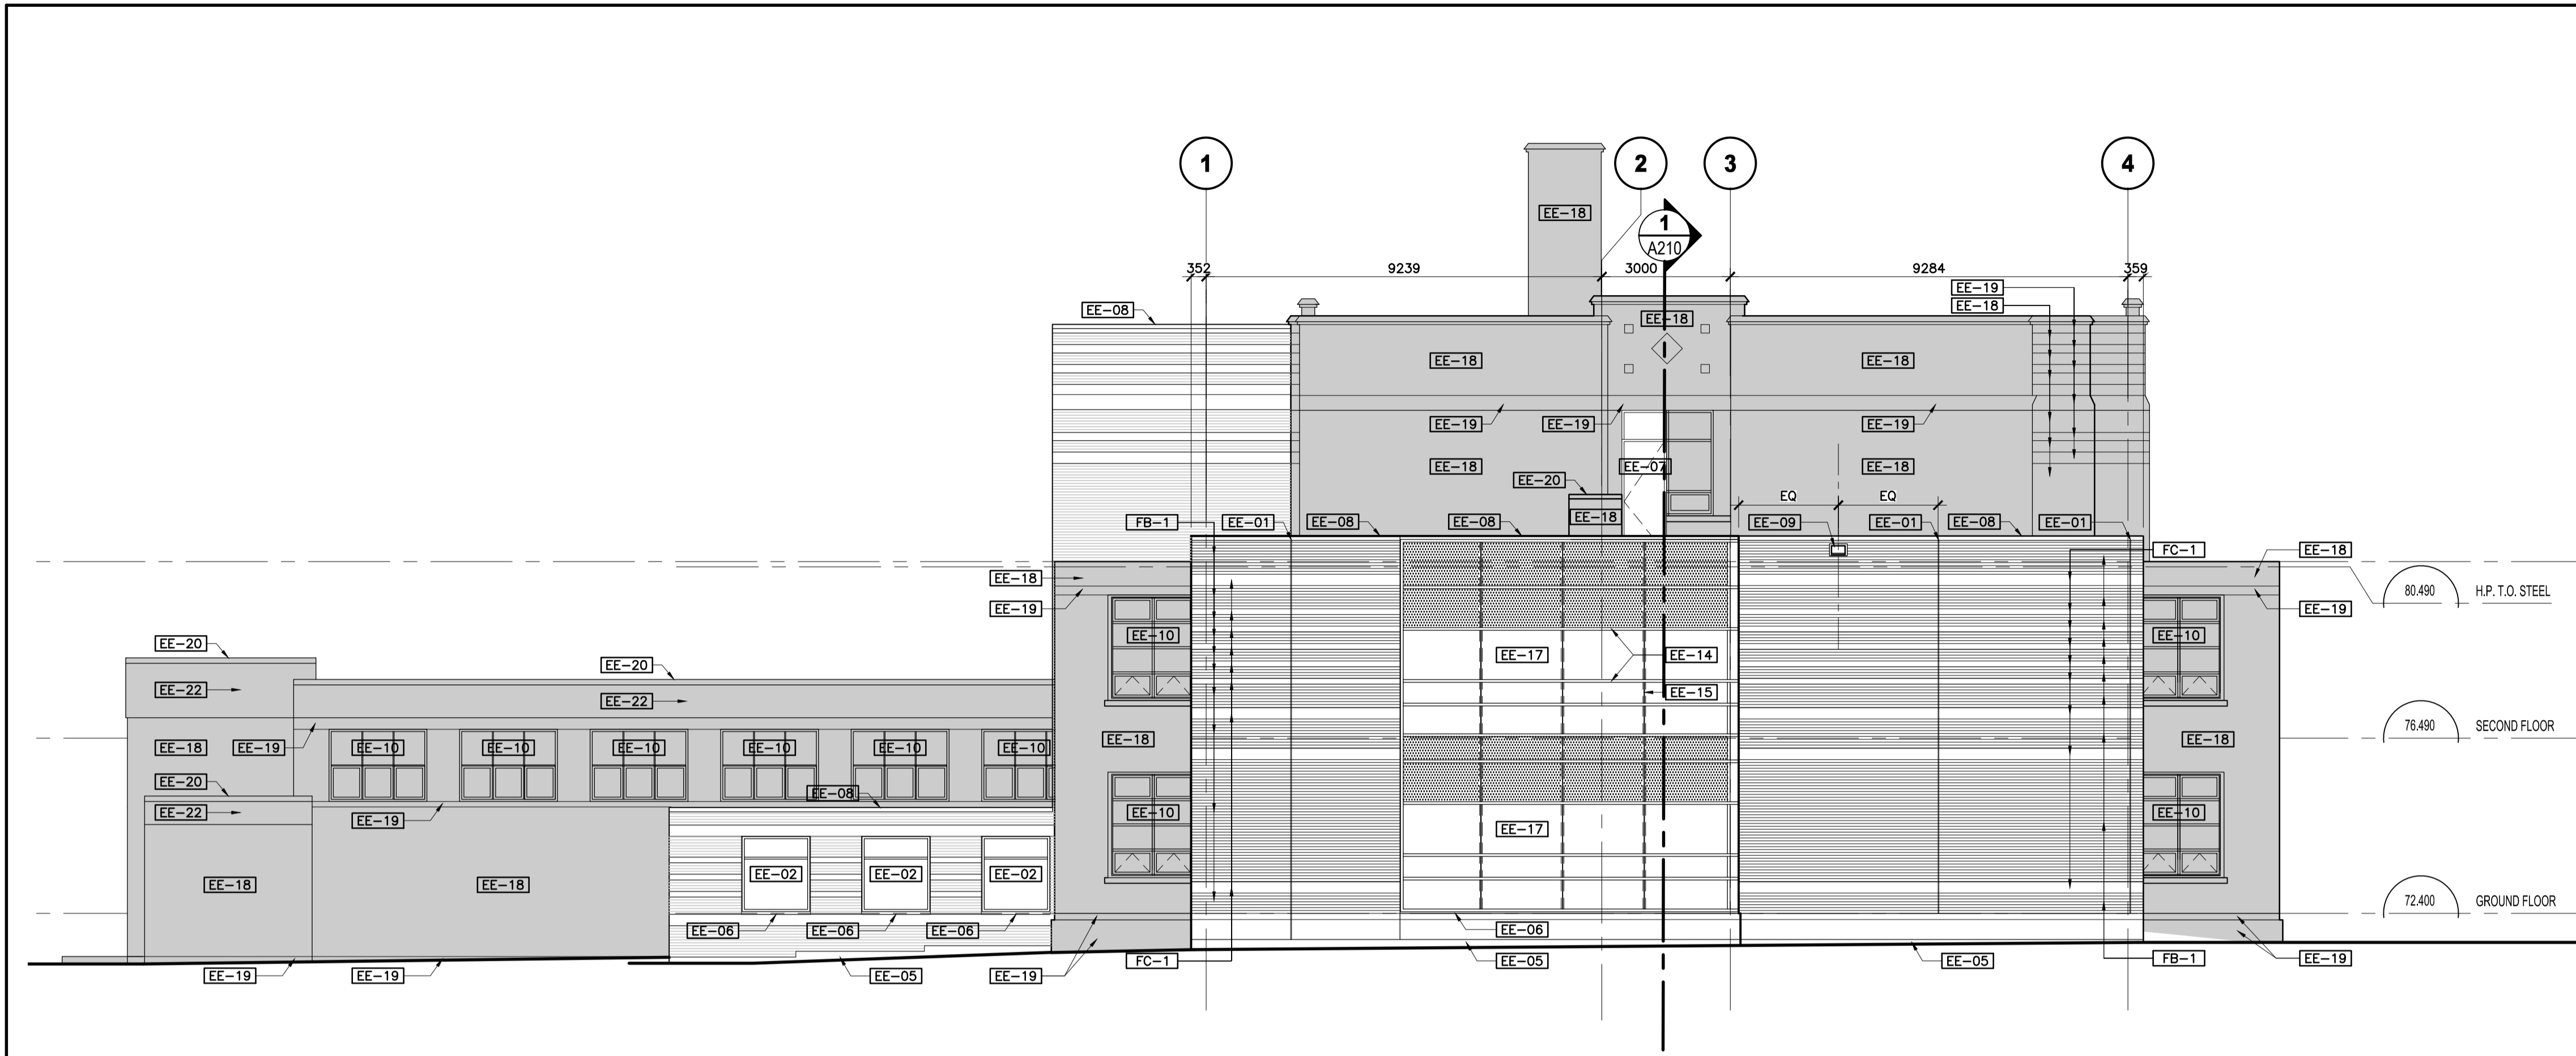 1
2
3
4
EE-18
1
A210
352
9239
3000
9284
359
EE-19
EE-18
EE-08
EE-18
EE-18
EE-18
EE-19
EE-19
EE-19
EE-18
EE-07
EE-18
EE-20
EQ
EQ
EE-18
FB-1
EE-01
EE-08
EE-08
EE-09
EE-01
EE-08
EE-01
FC-1
EE-18
EE-18
EE-19
EE-19
80.490
H.P. T.O. STEEL
EE-10
EE-10
EE-20
EE-20
EE-17
EE-14
EE-22
EE-22
EE-15
76.490
SECOND FLOOR
EE-18
EE-19
EE-10
EE-10
EE-10
EE-10
EE-10
EE-10
EE-18
EE-18
EE-20
EE-08
EE-22
EE-19
EE-10
EE-10
EE-17
EE-18
EE-18
EE-02
EE-02
EE-02
72.400
GROUND FLOOR
EE-06
EE-06
EE-06
EE-06
EE-19
EE-19
EE-05
EE-19
FC-1
EE-05
EE-05
FB-1
EE-19